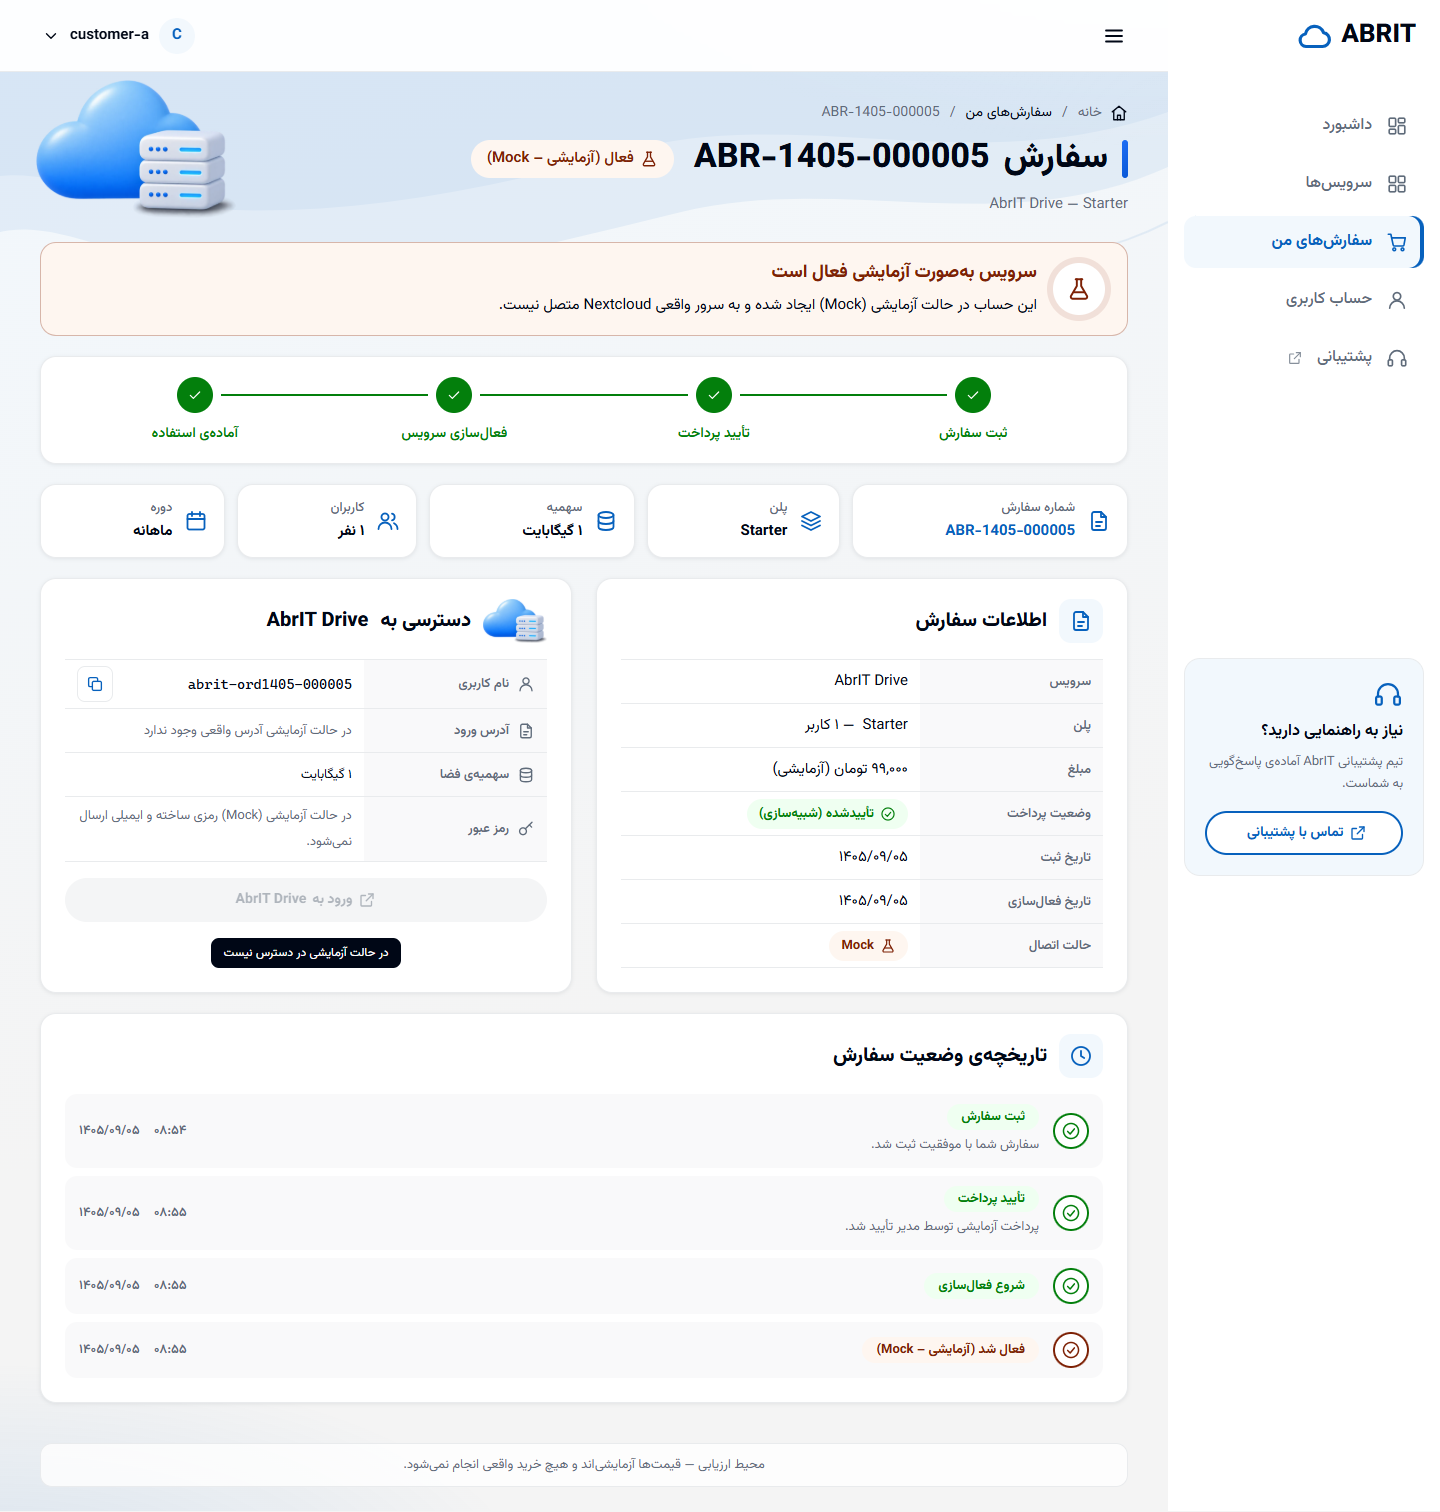 ABRIT
داشبورد
سرویس‌ها
سفارش‌های من
حساب کاربری
پشتیبانی
نیاز به راهنمایی دارید؟
تیم پشتیبانی AbrIT آماده‌ی پاسخ‌گویی
به شماست.
تماس با پشتیبانی
C customer-a
خانه / سفارش‌های من / ABR-1405-000005
سفارش ABR-1405-000005
فعال (آزمایشی – Mock)
AbrIT Drive — Starter
سرویس به‌صورت آزمایشی فعال است
این حساب در حالت آزمایشی (Mock) ایجاد شده و به سرور واقعی Nextcloud متصل نیست.
ثبت سفارش
تأیید پرداخت
فعال‌سازی سرویس
آماده‌ی استفاده
شماره سفارش
ABR-1405-000005
پلن
Starter
سهمیه
۱ گیگابایت
کاربران
۱ نفر
دوره
ماهانه
اطلاعات سفارش
سرویس AbrIT Drive
پلن Starter — ۱ کاربر
مبلغ ۹۹,۰۰۰ تومان (آزمایشی)
وضعیت پرداخت تأییدشده (شبیه‌سازی)
تاریخ ثبت ۱۴۰۵/۰۹/۰۵
تاریخ فعال‌سازی ۱۴۰۵/۰۹/۰۵
حالت اتصال Mock
دسترسی به AbrIT Drive
نام کاربری abrit-ord1405-000005
آدرس ورود در حالت آزمایشی آدرس واقعی وجود ندارد
سهمیه‌ی فضا ۱ گیگابایت
رمز عبور در حالت آزمایشی (Mock) رمزی ساخته و ایمیلی ارسال
نمی‌شود.
ورود به AbrIT Drive
در حالت آزمایشی در دسترس نیست
تاریخچه‌ی وضعیت سفارش
ثبت سفارش
سفارش شما با موفقیت ثبت شد.
۱۴۰۵/۰۹/۰۵ ۰۸:۵۴
تأیید پرداخت
پرداخت آزمایشی توسط مدیر تأیید شد.
۱۴۰۵/۰۹/۰۵ ۰۸:۵۵
شروع فعال‌سازی
۱۴۰۵/۰۹/۰۵ ۰۸:۵۵
فعال شد (آزمایشی – Mock)
۱۴۰۵/۰۹/۰۵ ۰۸:۵۵
محیط ارزیابی — قیمت‌ها آزمایشی‌اند و هیچ خرید واقعی انجام نمی‌شود.